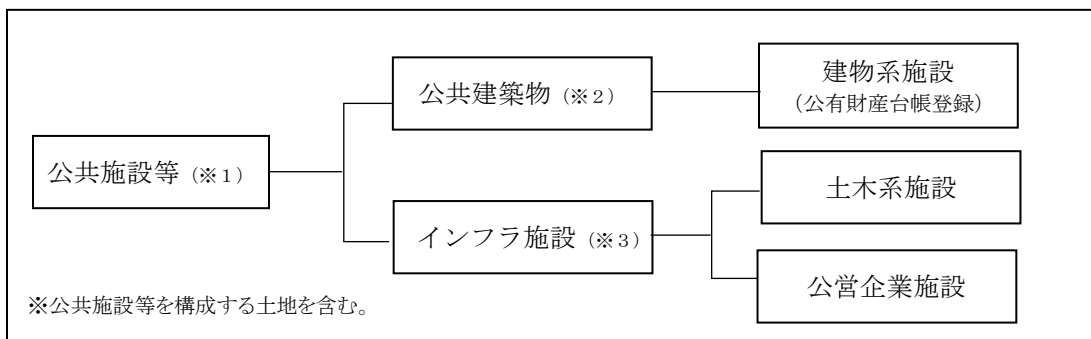 公共施設等（※１）
公共建築物（※２）
建物系施設
（公有財産台帳登録）
インフラ施設（※３）
土木系施設
公営企業施設
※公共施設等を構成する土地を含む。